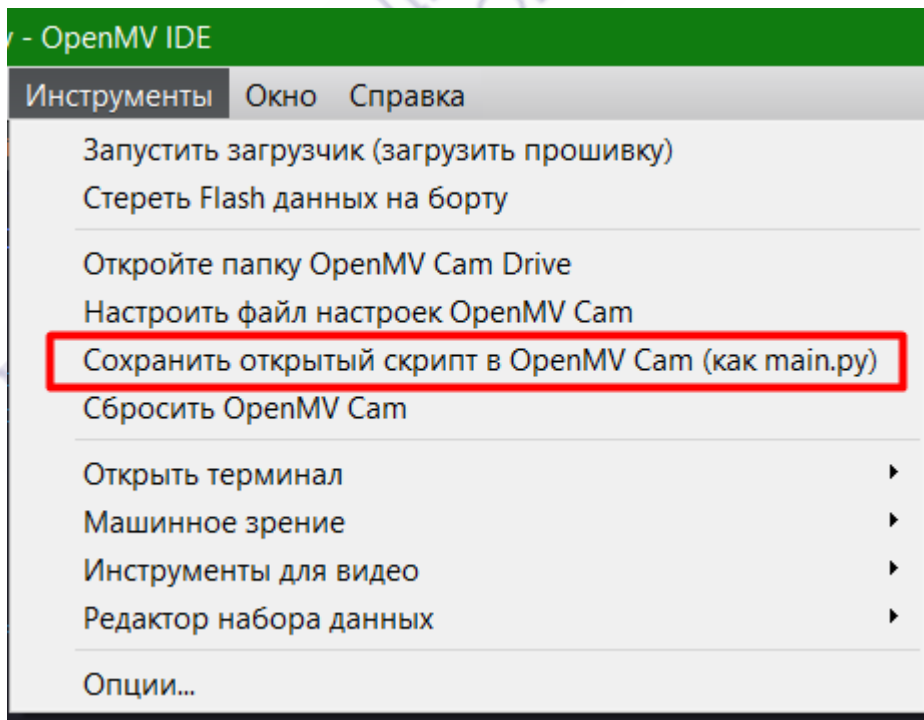 - OpenMV IDE
Инструменты Окно Справка
Запустить загрузчик (загрузить прошивку)
Стереть Flash данных на борту
Откройте папку OpenMV Cam Drive
Настроить файл настроек OpenMV Cam
Сохранить открытый скрипт в OpenMV Cam (как main.py)
Сбросить OpenMV Cam
Открыть терминал
Машинное зрение
Инструменты для видео
Редактор набора данных
Опции...